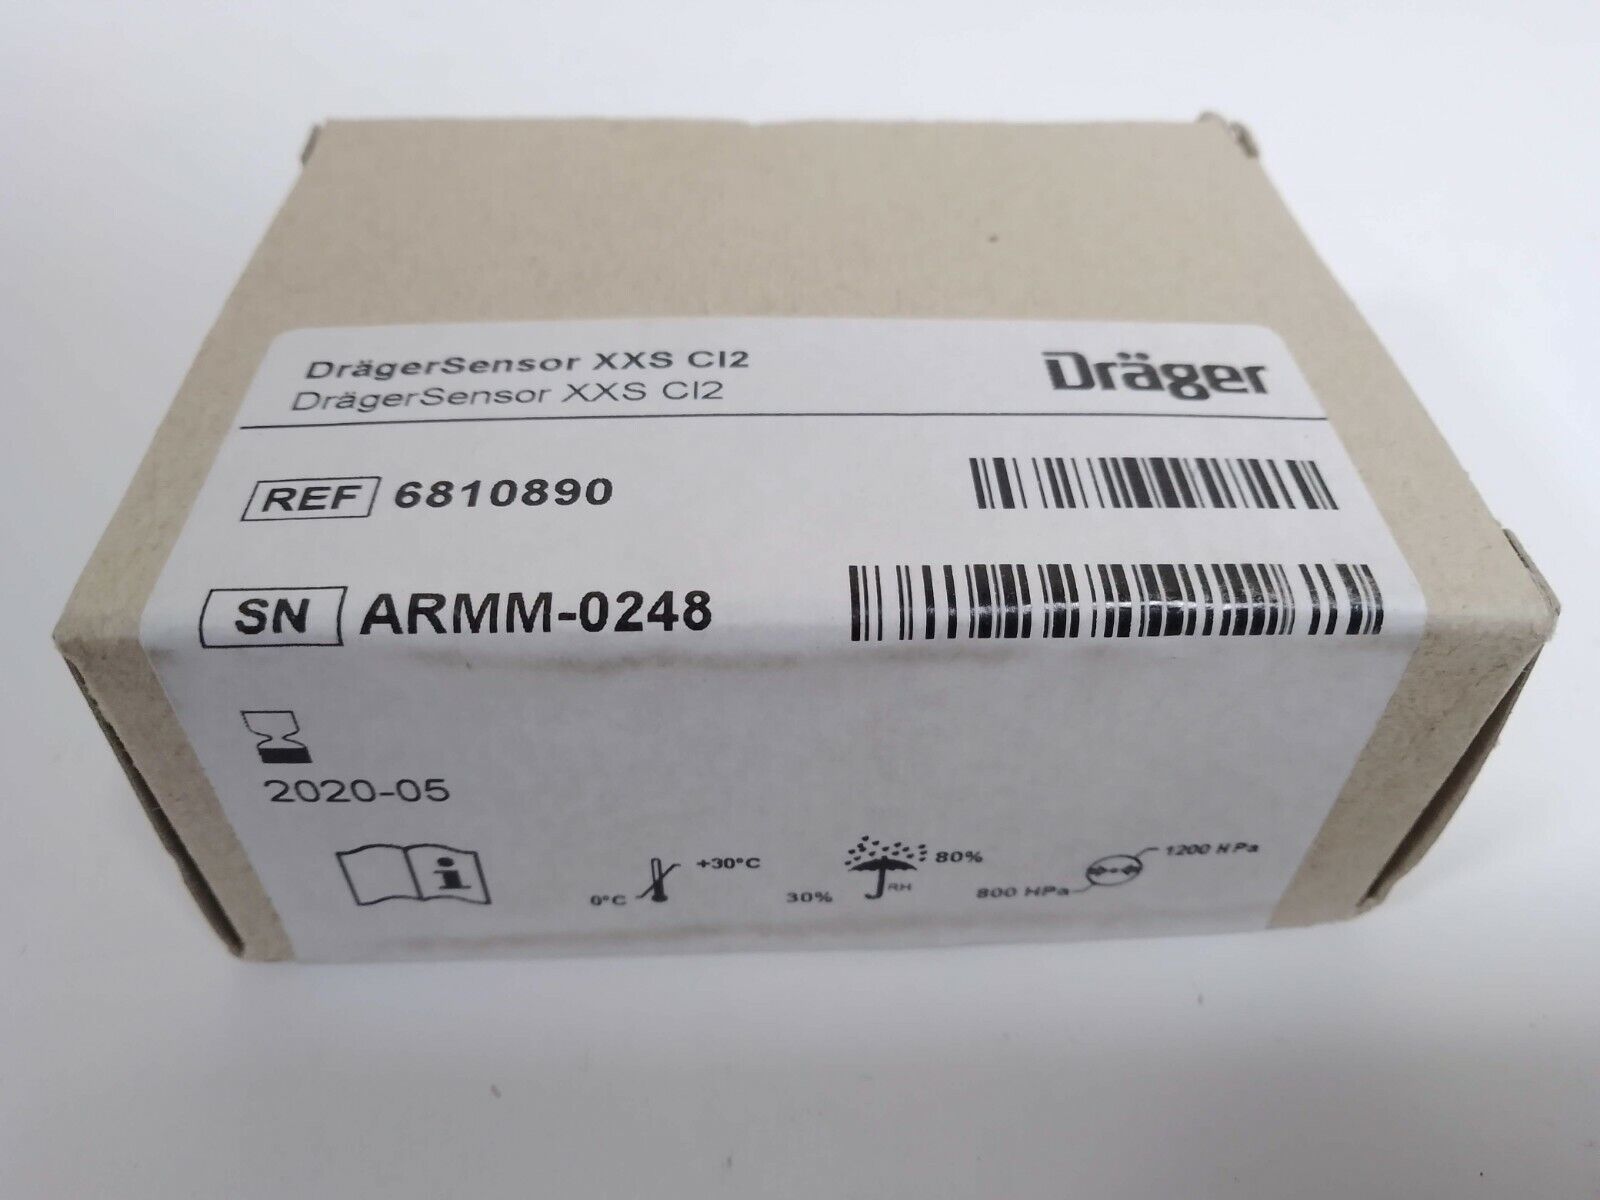 DrägerSensor XXS Cl2
DrägerSensor XXS Cl2
Dräger
REF 6810890
SN ARMM-0248
2020-05
i
0°C +30°C
30% RH 80%
800 HPa 1200 HPa